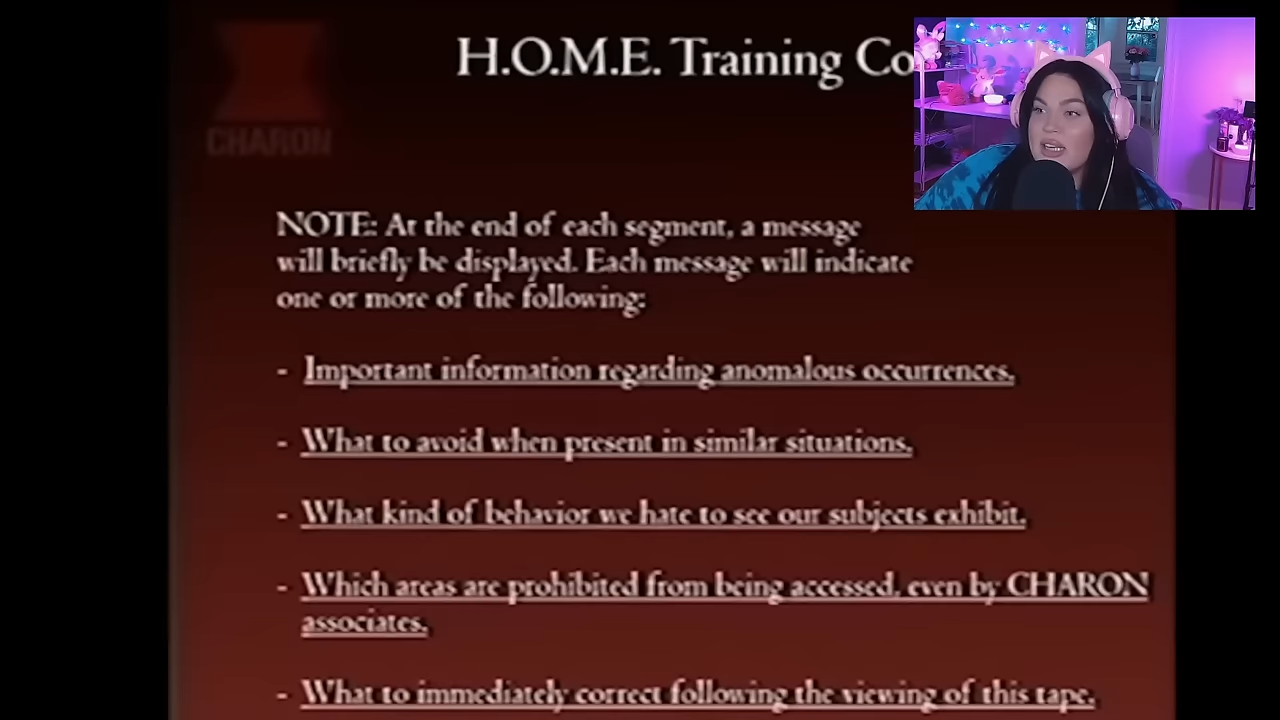 H.O.M.E. Training Co
CHARON
NOTE: At the end of each segment, a message
will briefly be displayed. Each message will indicate
one or more of the following:
- Important information regarding anomalous occurrences.
- What to avoid when present in similar situations.
- What kind of behavior we hate to see our subjects exhibit.
- Which areas are prohibited from being accessed, even by CHARON
associates.
- What to immediately correct following the viewing of this tape.